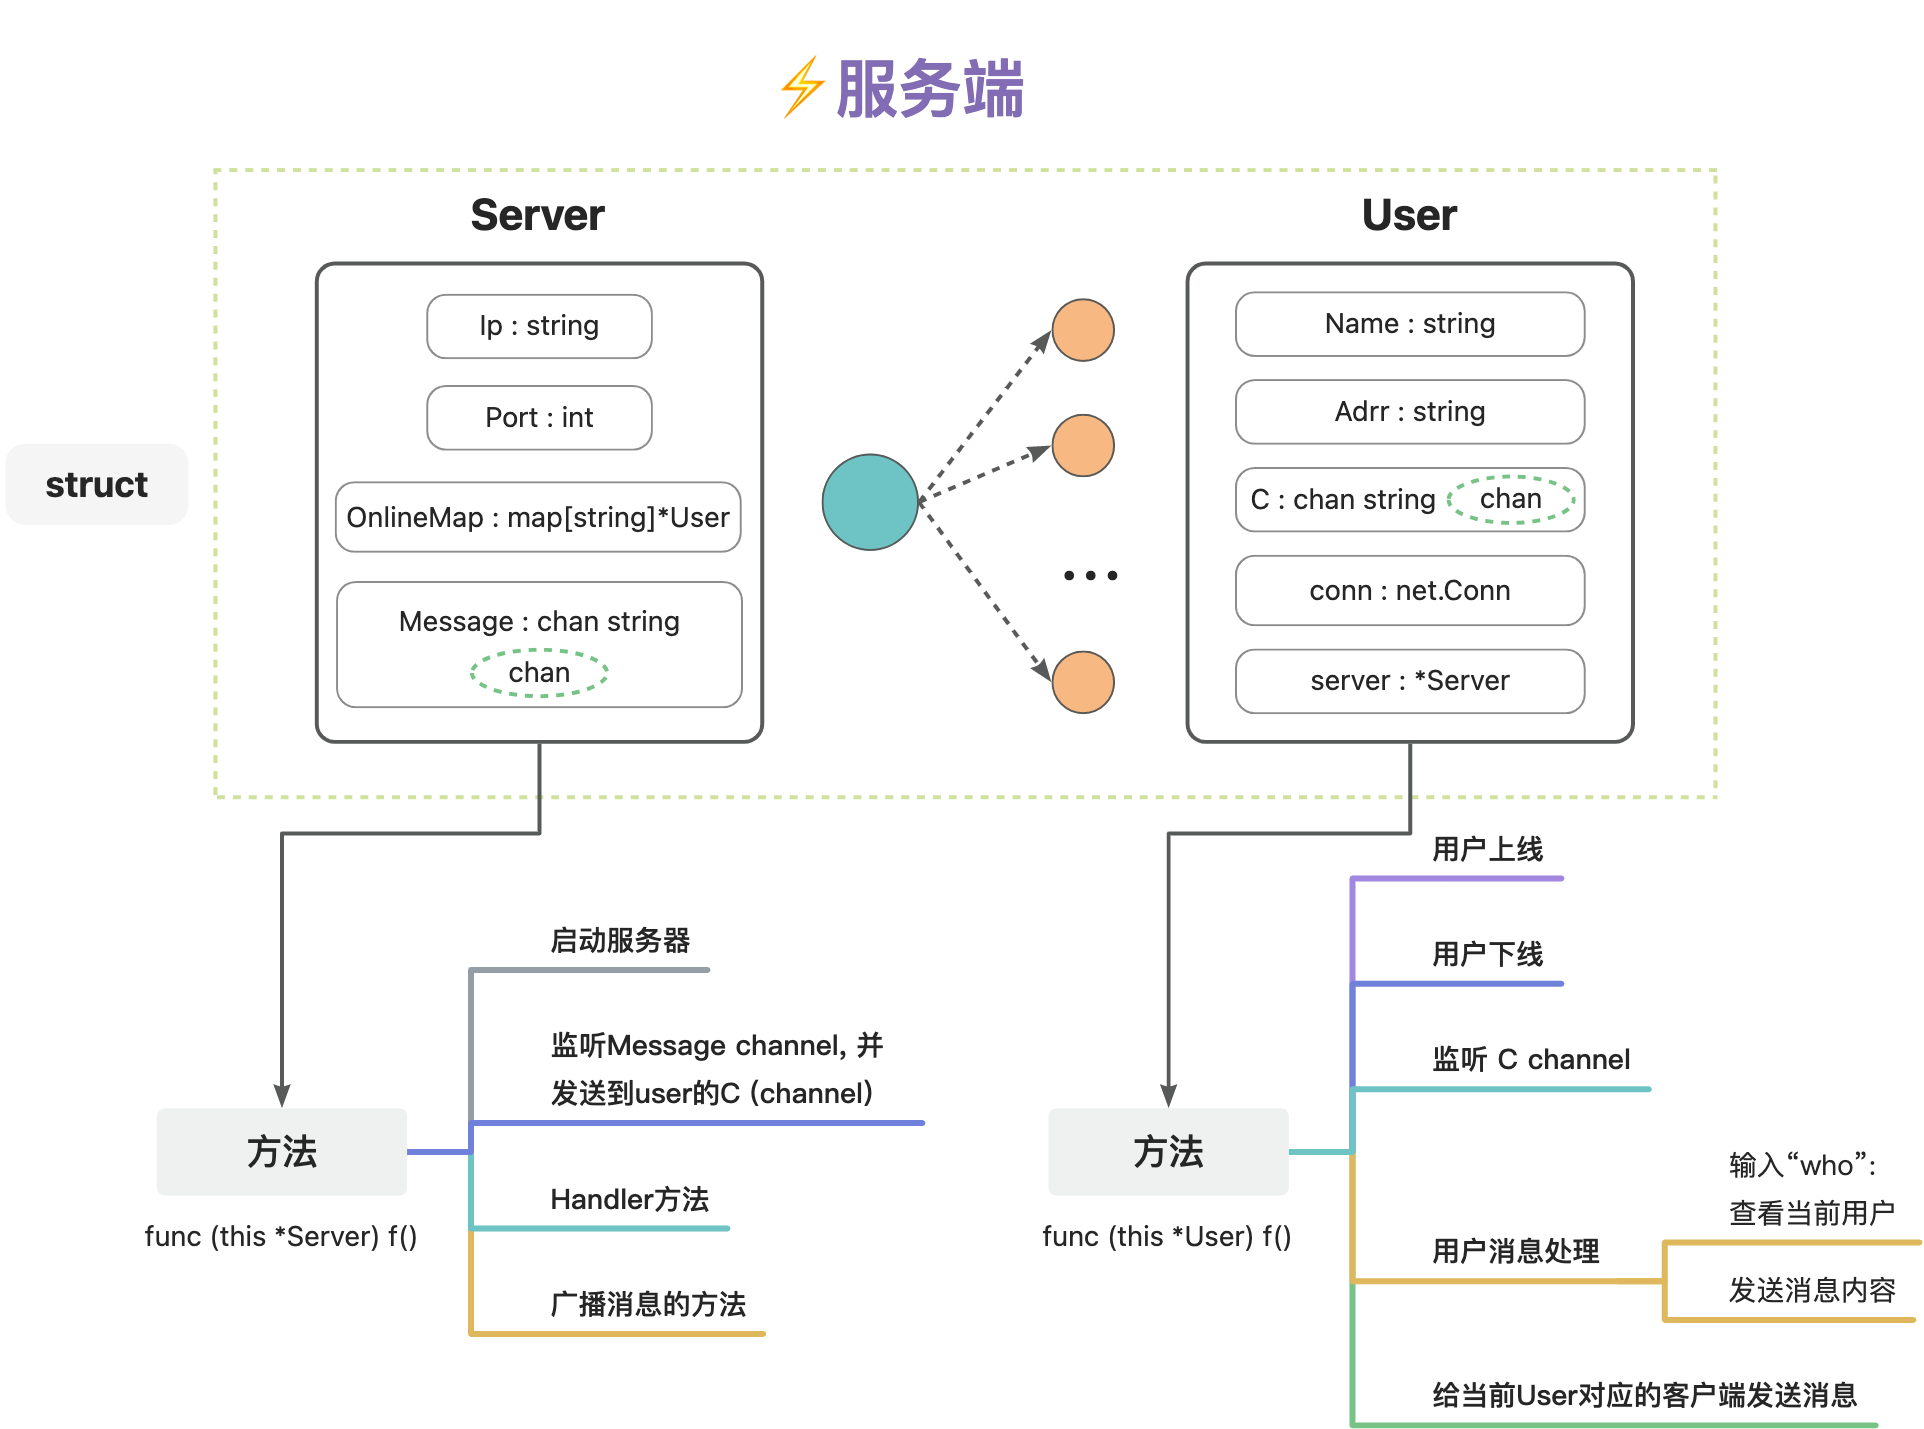 ⚡服务端
Server
User
struct
Ip : string
Port : int
OnlineMap : map[string]*User
Message : chan string
chan
Name : string
Adrr : string
C : chan string
chan
conn : net.Conn
server : *Server
...
方法
func (this *Server) f()
启动服务器
监听Message channel, 并
发送到user的C (channel)
Handler方法
广播消息的方法
方法
func (this *User) f()
用户上线
用户下线
监听 C channel
用户消息处理
输入“who”:
查看当前用户
发送消息内容
给当前User对应的客户端发送消息